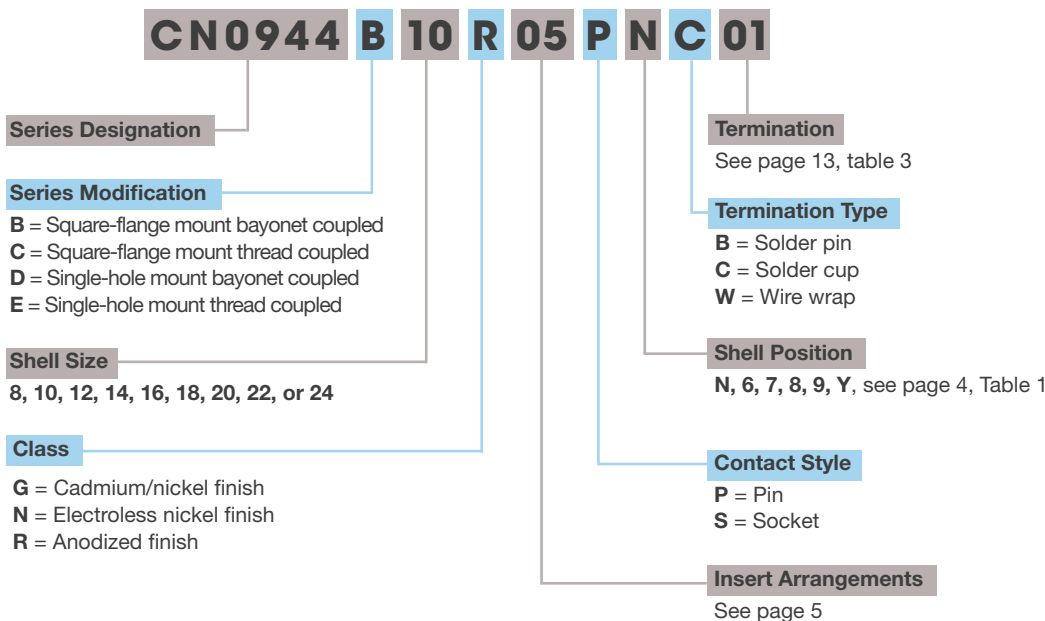 CN0944 B 10 R 05 P N C 01
Series Designation
Series Modification
B = Square-flange mount bayonet coupled
C = Square-flange mount thread coupled
D = Single-hole mount bayonet coupled
E = Single-hole mount thread coupled
Shell Size
8, 10, 12, 14, 16, 18, 20, 22, or 24
Class
G = Cadmium/nickel finish
N = Electroless nickel finish
R = Anodized finish
Termination
See page 13, table 3
Termination Type
B = Solder pin
C = Solder cup
W = Wire wrap
Shell Position
N, 6, 7, 8, 9, Y, see page 4, Table 1
Contact Style
P = Pin
S = Socket
Insert Arrangements
See page 5